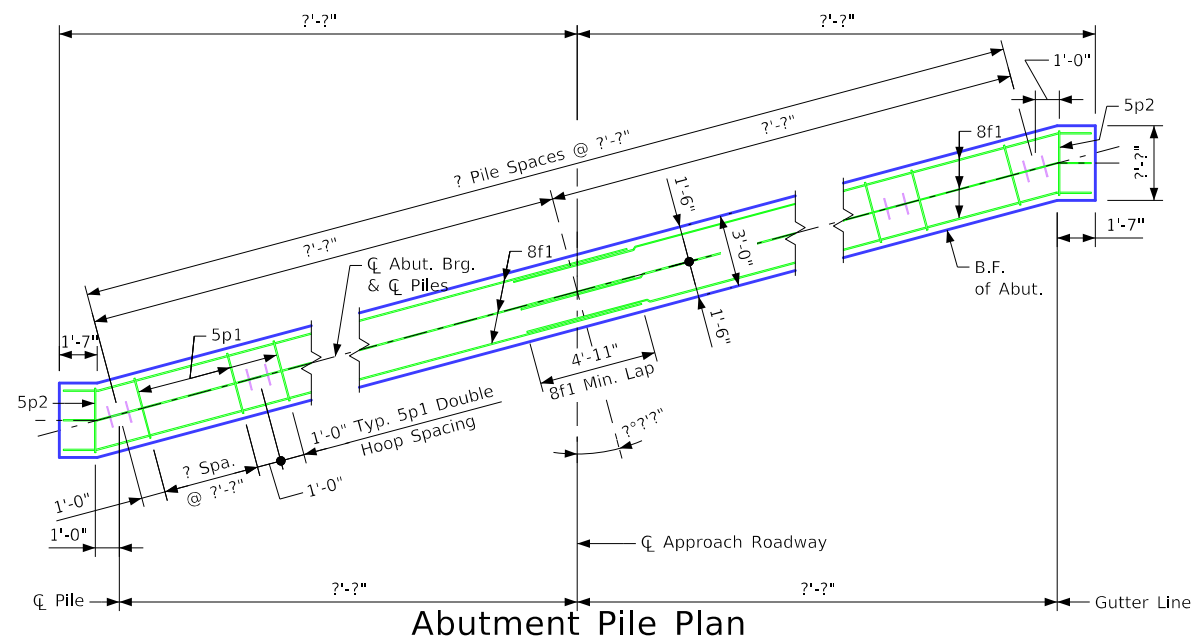 ?'-?"
?'-?"
1'-0"
5p2
8f1
?'-?"
? Pile Spaces @ ?'-?"
?'-?"
1'-6"
3'-0"
?'-?"
8f1
℄ Abut. Brg.
& ℄ Piles
1'-7"
B.F.
of Abut.
1'-7"
5p1
1'-6"
4'-11"
8f1 Min. Lap
5p2
1'-0" Typ. 5p1 Double
Hoop Spacing
?°?'?"
? Spa.
@ ?'-?"
1'-0"
1'-0"
1'-0"
℄ Approach Roadway
?'-?"
?'-?"
℄ Pile
Gutter Line
Abutment Pile Plan